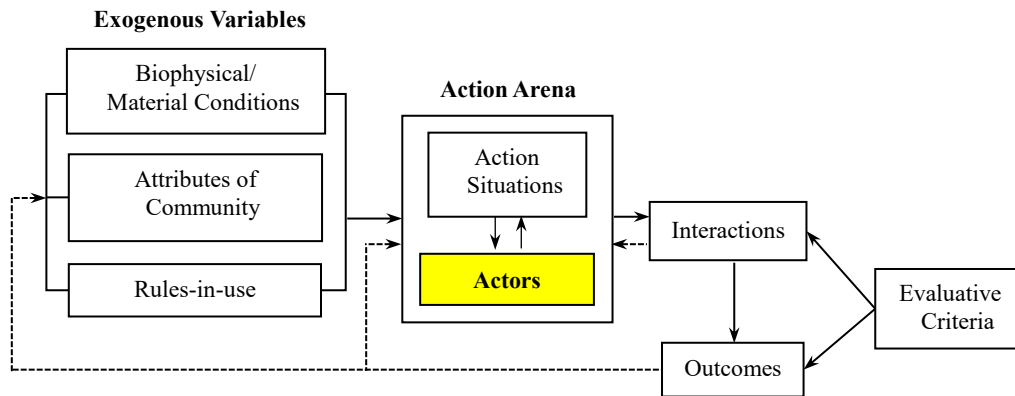 Exogenous Variables
Biophysical/
Material Conditions
Attributes of
Community
Rules-in-use
Action Arena
Action
Situations
Actors
Interactions
Outcomes
Evaluative
Criteria